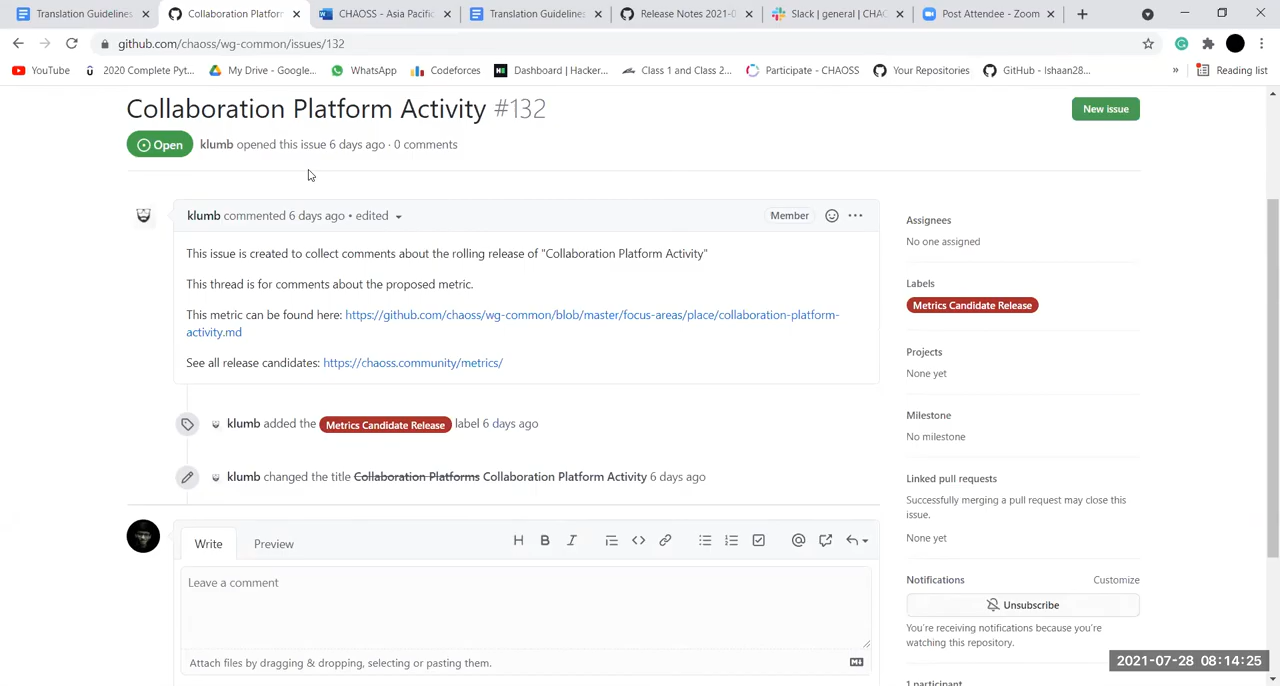 Translation Guidelines
Collaboration Platform
CHAOSS - Asia Pacific
Translation Guidelines
Release Notes 2021-0
Slack | general | CHAO
Post Attendee - Zoom
github.com/chaoss/wg-common/issues/132
YouTube
2020 Complete Pyt...
My Drive - Google...
WhatsApp
Codeforces
Dashboard | Hacker...
Class 1 and Class 2...
Participate - CHAOSS
Your Repositories
GitHub - Ishaan28...
»
Reading list
Collaboration Platform Activity #132
New issue
Open
klumb opened this issue 6 days ago · 0 comments
klumb commented 6 days ago • edited
Member
This issue is created to collect comments about the rolling release of "Collaboration Platform Activity"
This thread is for comments about the proposed metric.
This metric can be found here: https://github.com/chaoss/wg-common/blob/master/focus-areas/place/collaboration-platform-
activity.md
See all release candidates: https://chaoss.community/metrics/
klumb added the Metrics Candidate Release label 6 days ago
klumb changed the title Collaboration Platforms Collaboration Platform Activity 6 days ago
Write
Preview
Leave a comment
Attach files by dragging & dropping, selecting or pasting them.
Assignees
No one assigned
Labels
Metrics Candidate Release
Projects
None yet
Milestone
No milestone
Linked pull requests
Successfully merging a pull request may close this
issue.
None yet
Notifications
Customize
Unsubscribe
You're receiving notifications because you're
watching this repository.
2021-07-28 08:14:25
1 participant